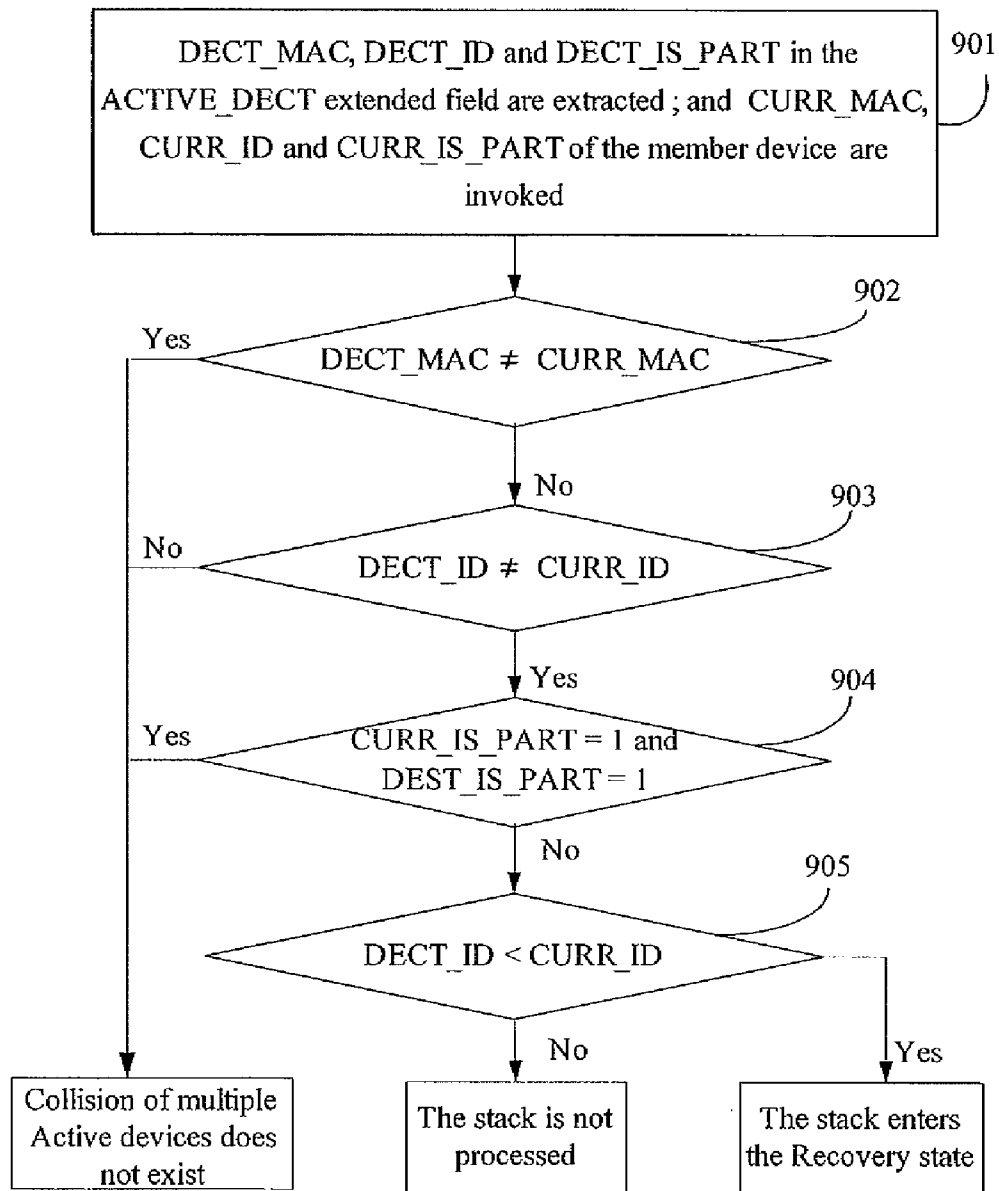 DECT_MAC, DECT_ID and DECT_IS_PART in the
ACTIVE_DECT extended field are extracted ; and CURR_MAC,
CURR_ID and CURR_IS_PART of the member device are
invoked
901
902
Yes
DECT_MAC ≠ CURR_MAC
No
903
No
DECT_ID ≠ CURR_ID
Yes
904
Yes
CURR_IS_PART = 1 and
DEST_IS_PART = 1
No
905
DECT_ID < CURR_ID
No
Yes
Collision of multiple
Active devices does
not exist
The stack is not
processed
The stack enters
the Recovery state